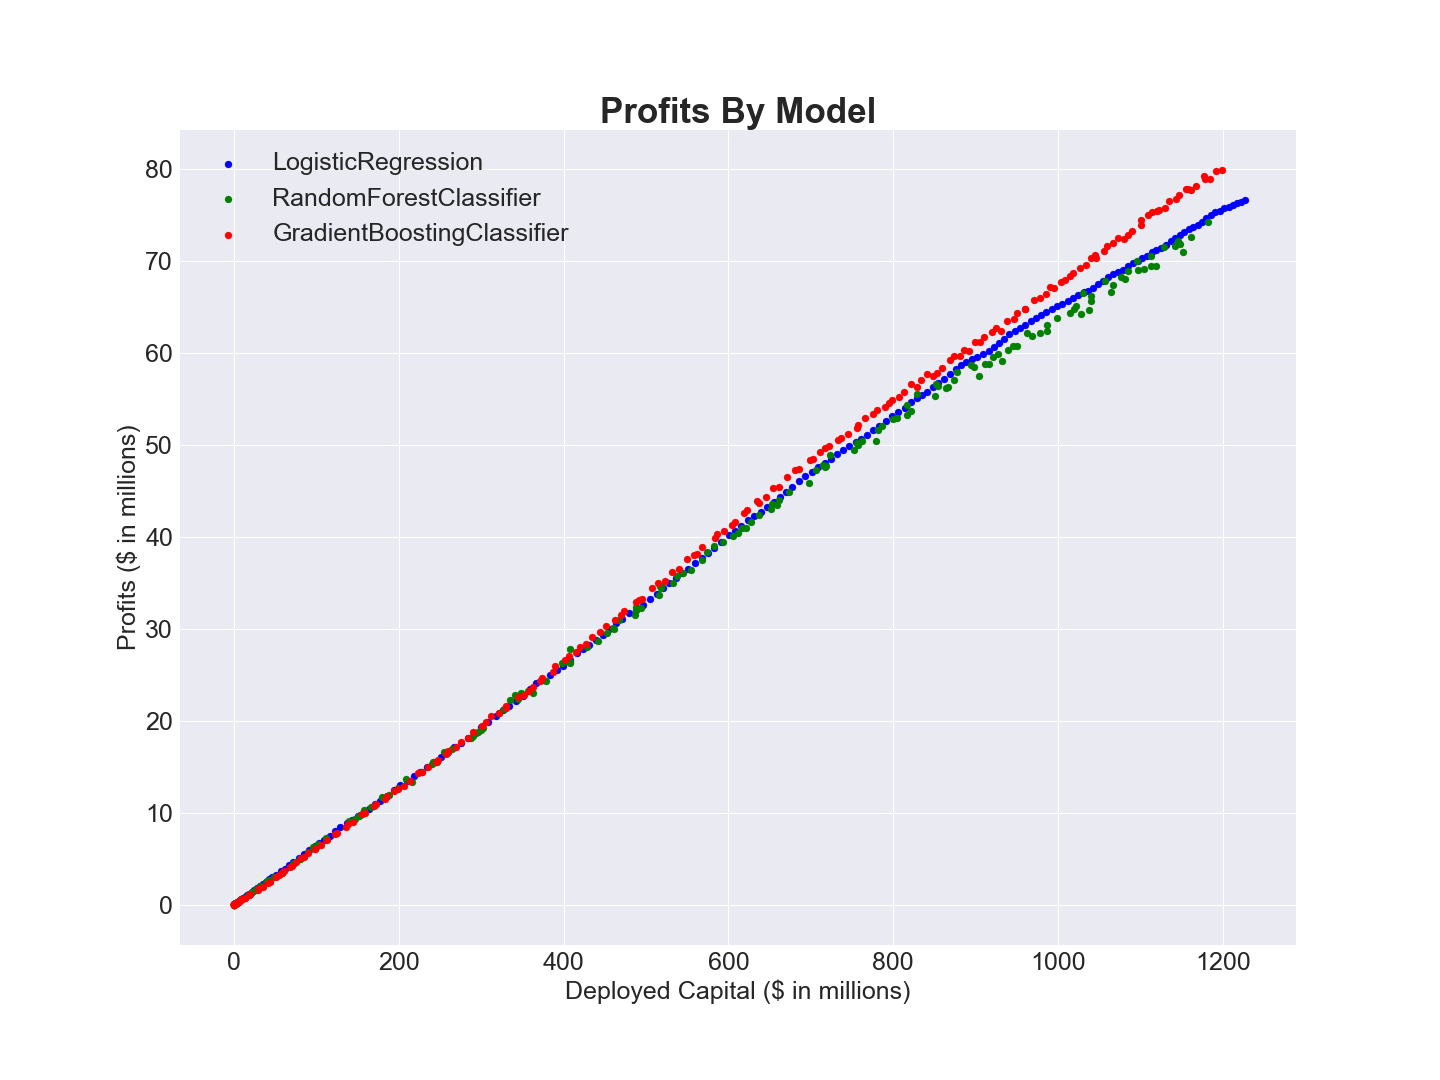 Profits By Model
LogisticRegression
RandomForestClassifier
GradientBoostingClassifier
80
70
60
50
40
30
20
10
0
Profits ($ in millions)
0 200 400 600 800 1000 1200
Deployed Capital ($ in millions)